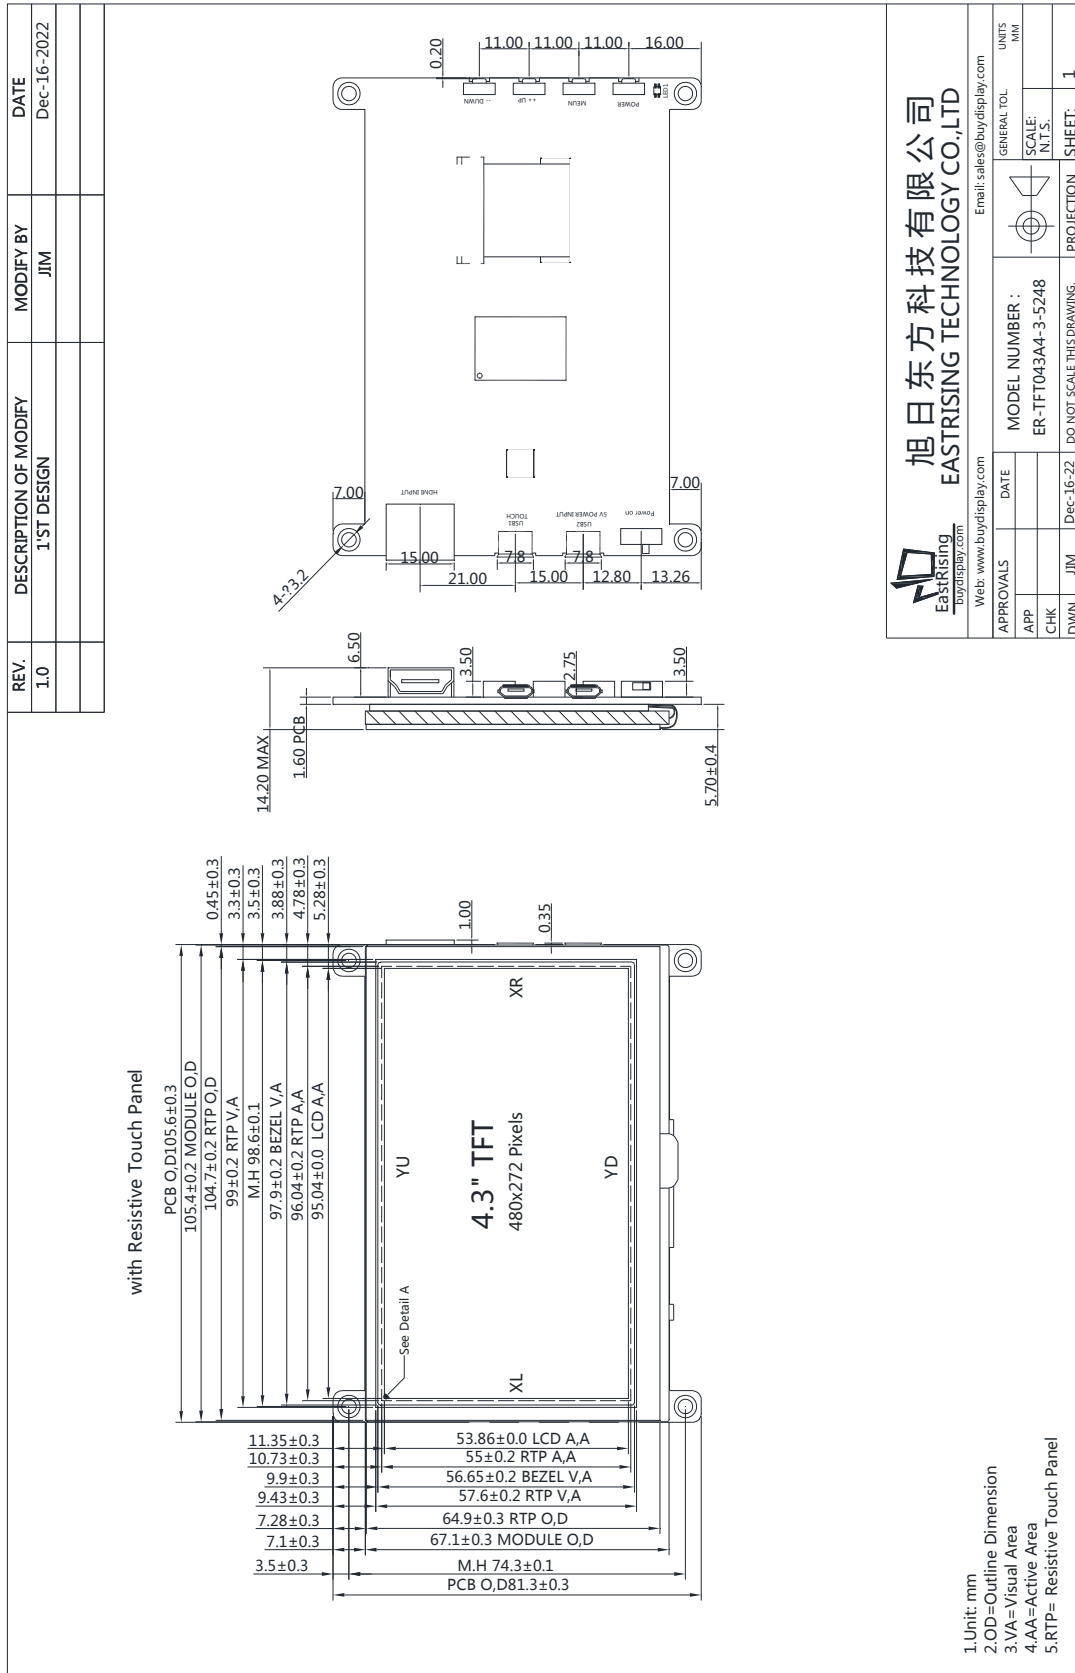 REV.
DESCRIPTION OF MODIFY
MODIFY BY
DATE
1.0
1'ST DESIGN
JIM
Dec-16-2022
with Resistive Touch Panel
PCB O,D105.6±0.3
105.4±0.2 MODULE O,D
104.7±0.2 RTP O,D
99±0.2 RTP V,A
M.H 98.6±0.1
97.9±0.2 BEZEL V,A
96.04±0.2 RTP A,A
95.04±0.0 LCD A,A
0.45±0.3
3.3±0.3
3.5±0.3
3.88±0.3
4.78±0.3
5.28±0.3
11.35±0.3
10.73±0.3
9.9±0.3
9.43±0.3
7.28±0.3
7.1±0.3
3.5±0.3
53.86±0.0 LCD A,A
55±0.2 RTP A,A
56.65±0.2 BEZEL V,A
57.6±0.2 RTP V,A
64.9±0.3 RTP O,D
67.1±0.3 MODULE O,D
M.H 74.3±0.1
PCB O,D81.3±0.3
See Detail A
YU
XL
4.3" TFT
480x272 Pixels
XR
YD
1.00
0.35
14.20 MAX
1.60 PCB
6.50
3.50
2.75
3.50
5.70±0.4
4-?3.2
7.00
15.00
21.00
7.8
15.00
7.8
12.80
13.26
7.00
HDMI INPUT
USB1
TOUCH
USB2
5V POWER INPUT
Power on
0.20
11.00
11.00
11.00
16.00
-- DUWN
++ UP
MEUN
POWER
LED1
1.Unit: mm
2.OD=Outline Dimension
3.VA=Visual Area
4.AA=Active Area
5.RTP= Resistive Touch Panel
EastRising
buydisplay.com
旭日东方科技有限公司
EASTRISING TECHNOLOGY CO.,LTD
Web: www.buydisplay.com
Email: sales@buydisplay.com
APPROVALS
DATE
APP
CHK
DWN
JIM
Dec-16-22
MODEL NUMBER :
ER-TFT043A4-3-5248
DO NOT SCALE THIS DRAWING.
PROJECTION
GENERAL TOL.
UNITS
MM
SCALE:
N.T.S.
SHEET:
1